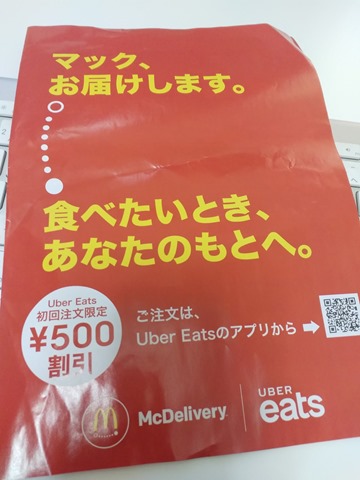 マック、
お届けします。
食べたいとき、
あなたのもとへ。
Uber Eats
初回注文限定
¥500
割引
ご注文は、
Uber Eatsのアプリから
McDelivery
UBER
eats